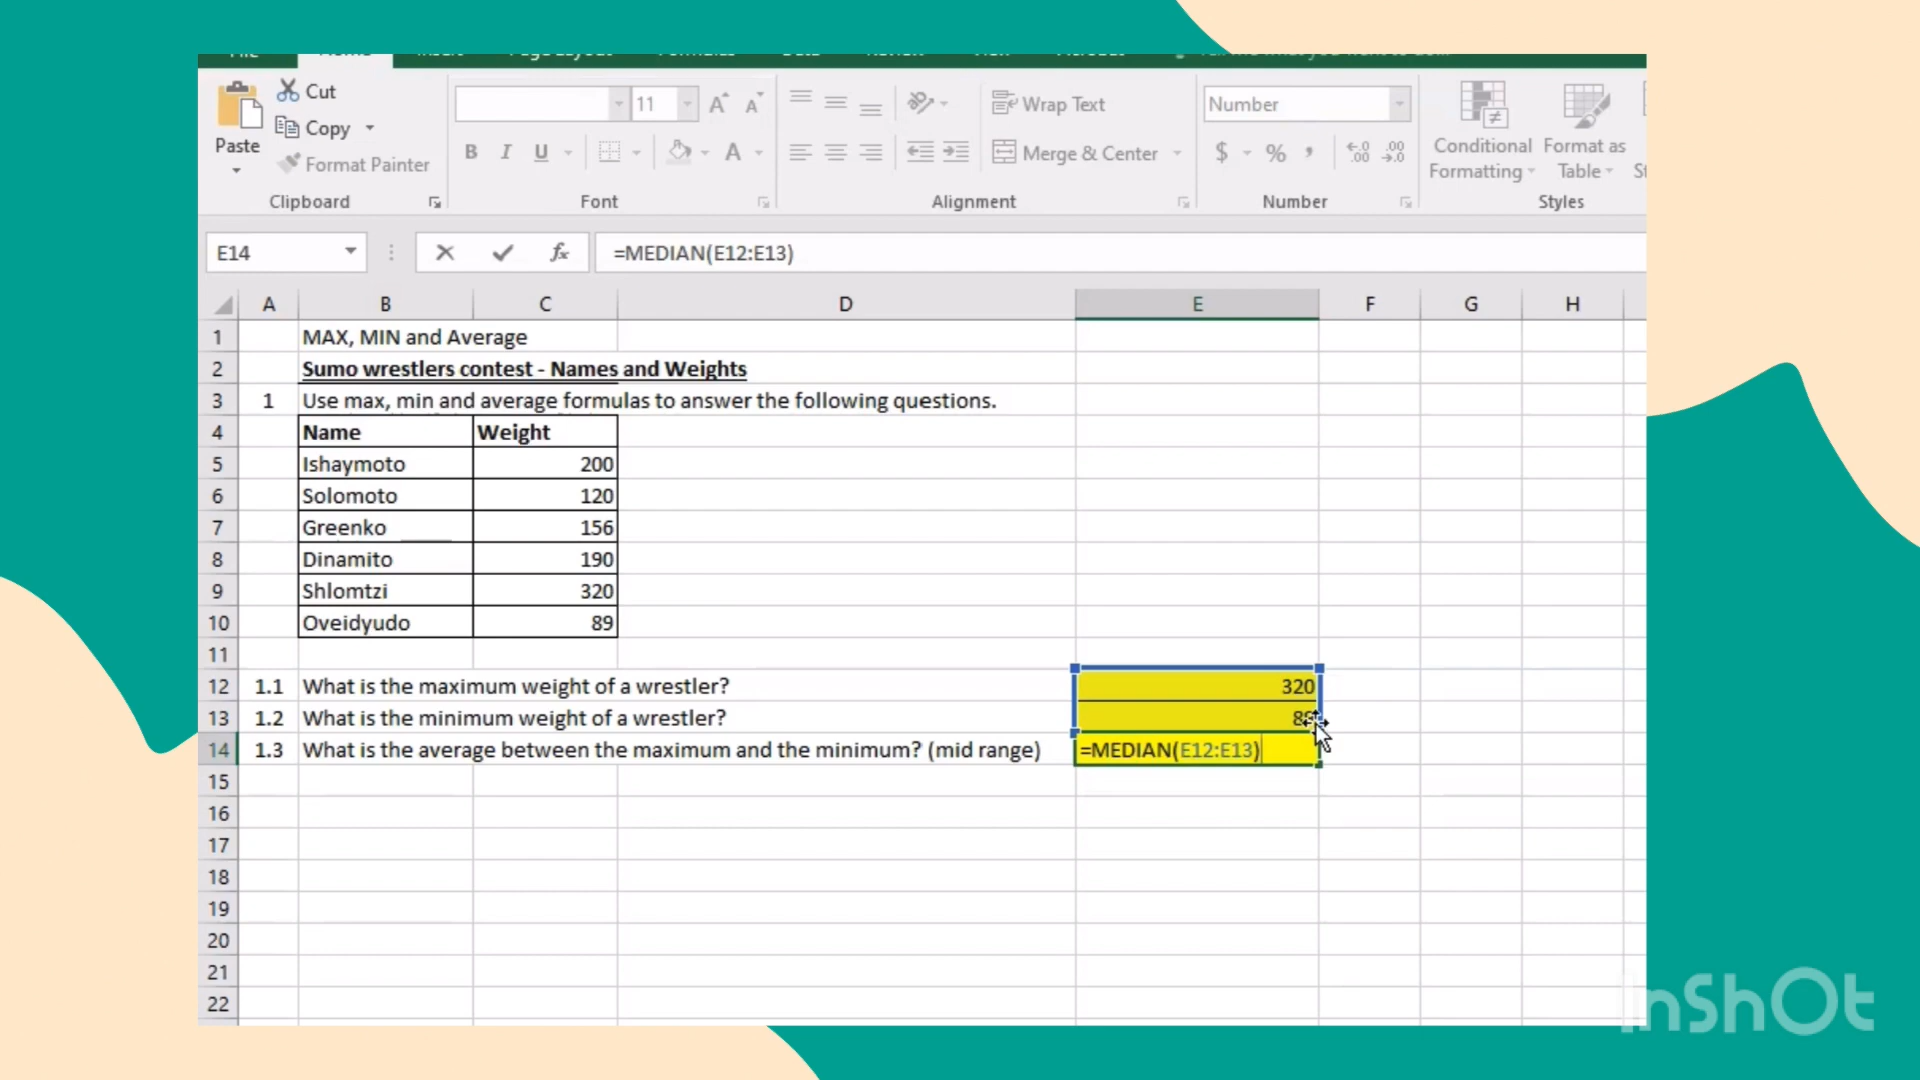 Cut
Copy
Paste
Format Painter
Clipboard
11
B I U
A
Font
Wrap Text
Merge & Center
Alignment
Number
$ % ,
Number
Conditional
Formatting
Format as
Table
Styles
E14
fx
=MEDIAN(E12:E13)
A B C D E F G H
1 MAX, MIN and Average
2 Sumo wrestlers contest - Names and Weights
3 1 Use max, min and average formulas to answer the following questions.
4 Name Weight
5 Ishaymoto 200
6 Solomoto 120
7 Greenko 156
8 Dinamito 190
9 Shlomtzi 320
10 Oveidyudo 89
11
12 1.1 What is the maximum weight of a wrestler? 320
13 1.2 What is the minimum weight of a wrestler?
14 1.3 What is the average between the maximum and the minimum? (mid range) =MEDIAN(E12:E13)
15
16
17
18
19
20
21
22
InShOt